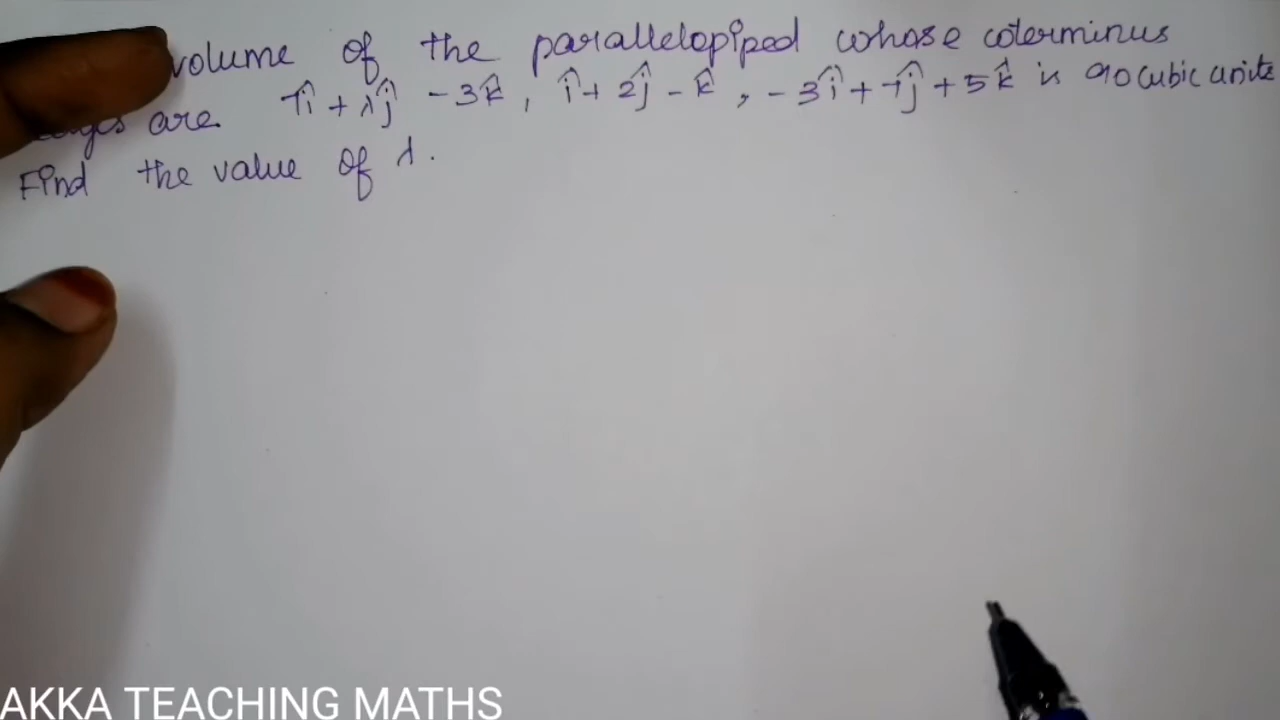 volume of the parallelopiped whose coterminus
are 7î + λĵ - 3k̂, î + 2ĵ - k̂, -3î + 7ĵ + 5k̂ is 90 cubic units
Find the value of λ.
AKKA TEACHING MATHS